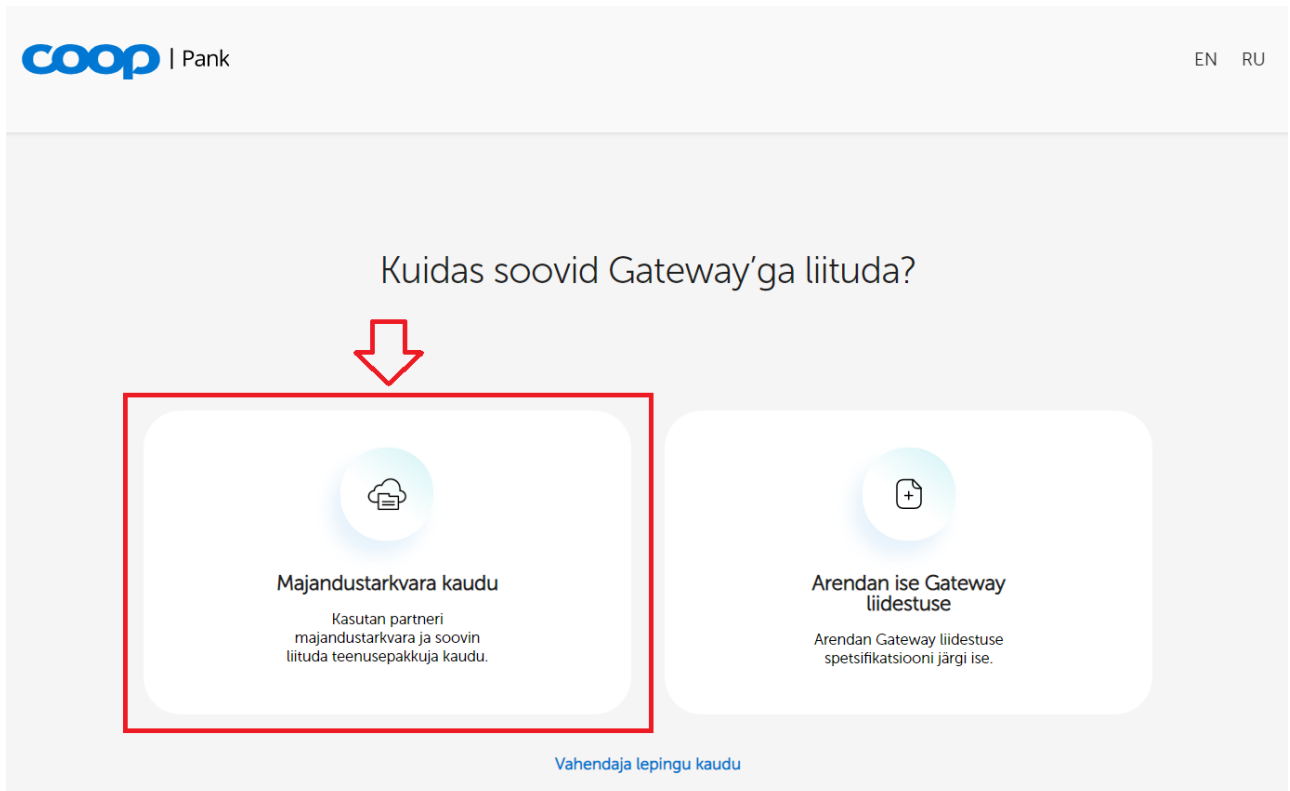 coop | Pank
EN RU
Kuidas soovid Gateway’ga liituda?
Majandustarkvara kaudu
Kasutan partneri
majandustarkvara ja soovin
liituda teenusepakkuja kaudu.
Arendan ise Gateway
liidestuse
Arendan Gateway liidestuse
spetsifikatsiooni järgi ise.
Vahendaja lepingu kaudu